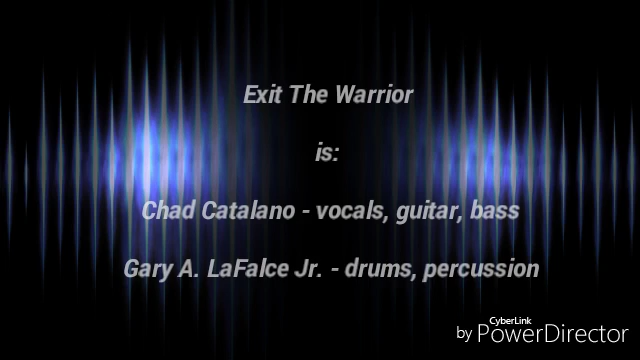 Exit The Warrior
is:
Chad Catalano - vocals, guitar, bass
Gary A. LaFalce Jr. - drums, percussion
CyberLink
by PowerDirector